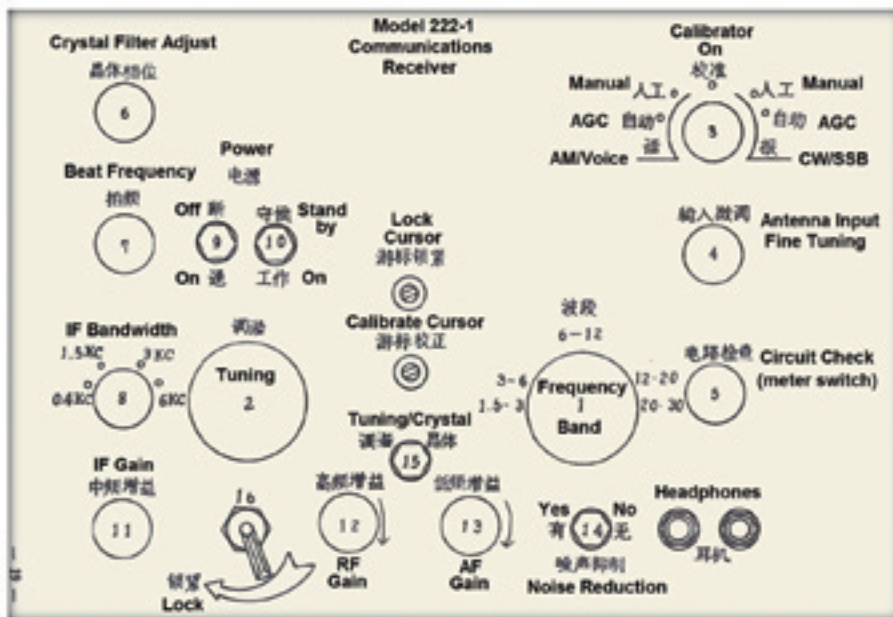 Model 222-1
Communications
Receiver
Crystal Filter Adjust
晶体相位
6
Calibrator
On
校准
Manual 人工
人工 Manual
AGC 自动
自动 AGC
3
AM/Voice 话
报 CW/SSB
Beat Frequency
拍频
7
Power
电源
Off 断
9
On 通
守候 Stand
by
10
工作 On
Lock
Cursor
游标锁紧
输入微调
4
Antenna Input
Fine Tuning
IF Bandwidth
1.5KC
3KC
0.4KC
6KC
8
调谐
Tuning
2
Calibrate Cursor
游标校正
波段
6-12
3-6
12-20
1.5-3
20-30
Frequency
1
Band
电路检查
5
Circuit Check
(meter switch)
Tuning/Crystal
调谐 晶体
15
IF Gain
中频增益
11
16
锁紧
Lock
高频增益
12
RF
Gain
低频增益
13
AF
Gain
Yes
有
14
No
无
噪声抑制
Noise Reduction
Headphones
耳机